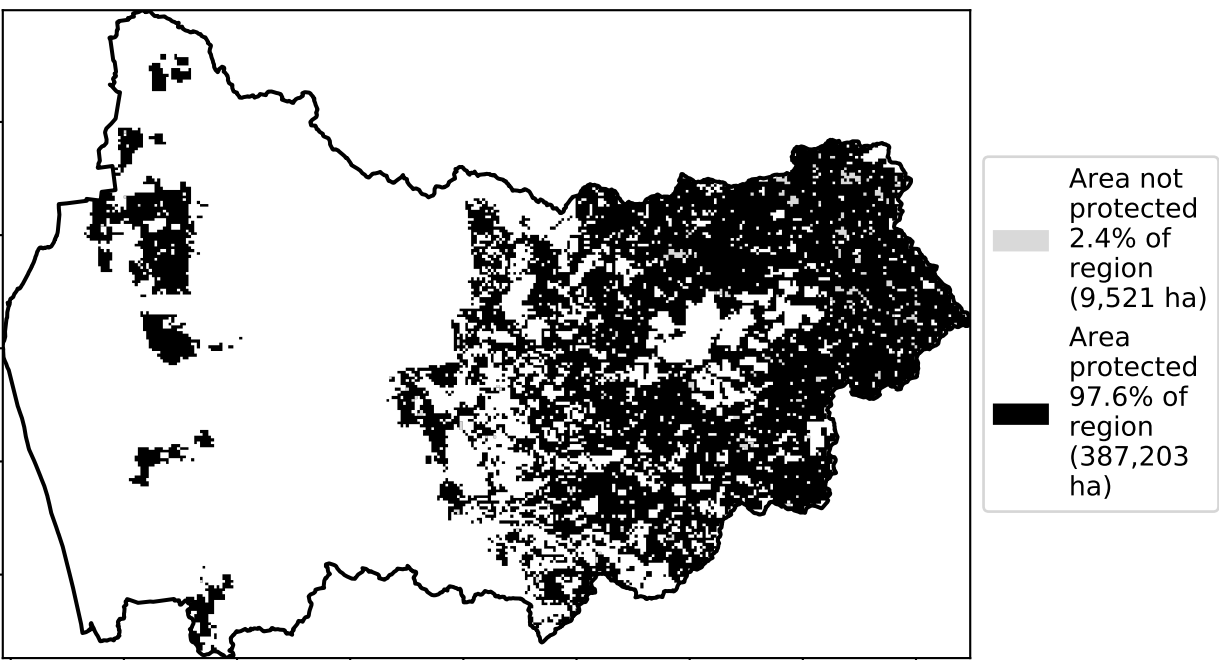 Area not
protected
2.4% of
region
(9,521 ha)
Area
protected
97.6% of
region
(387,203
ha)